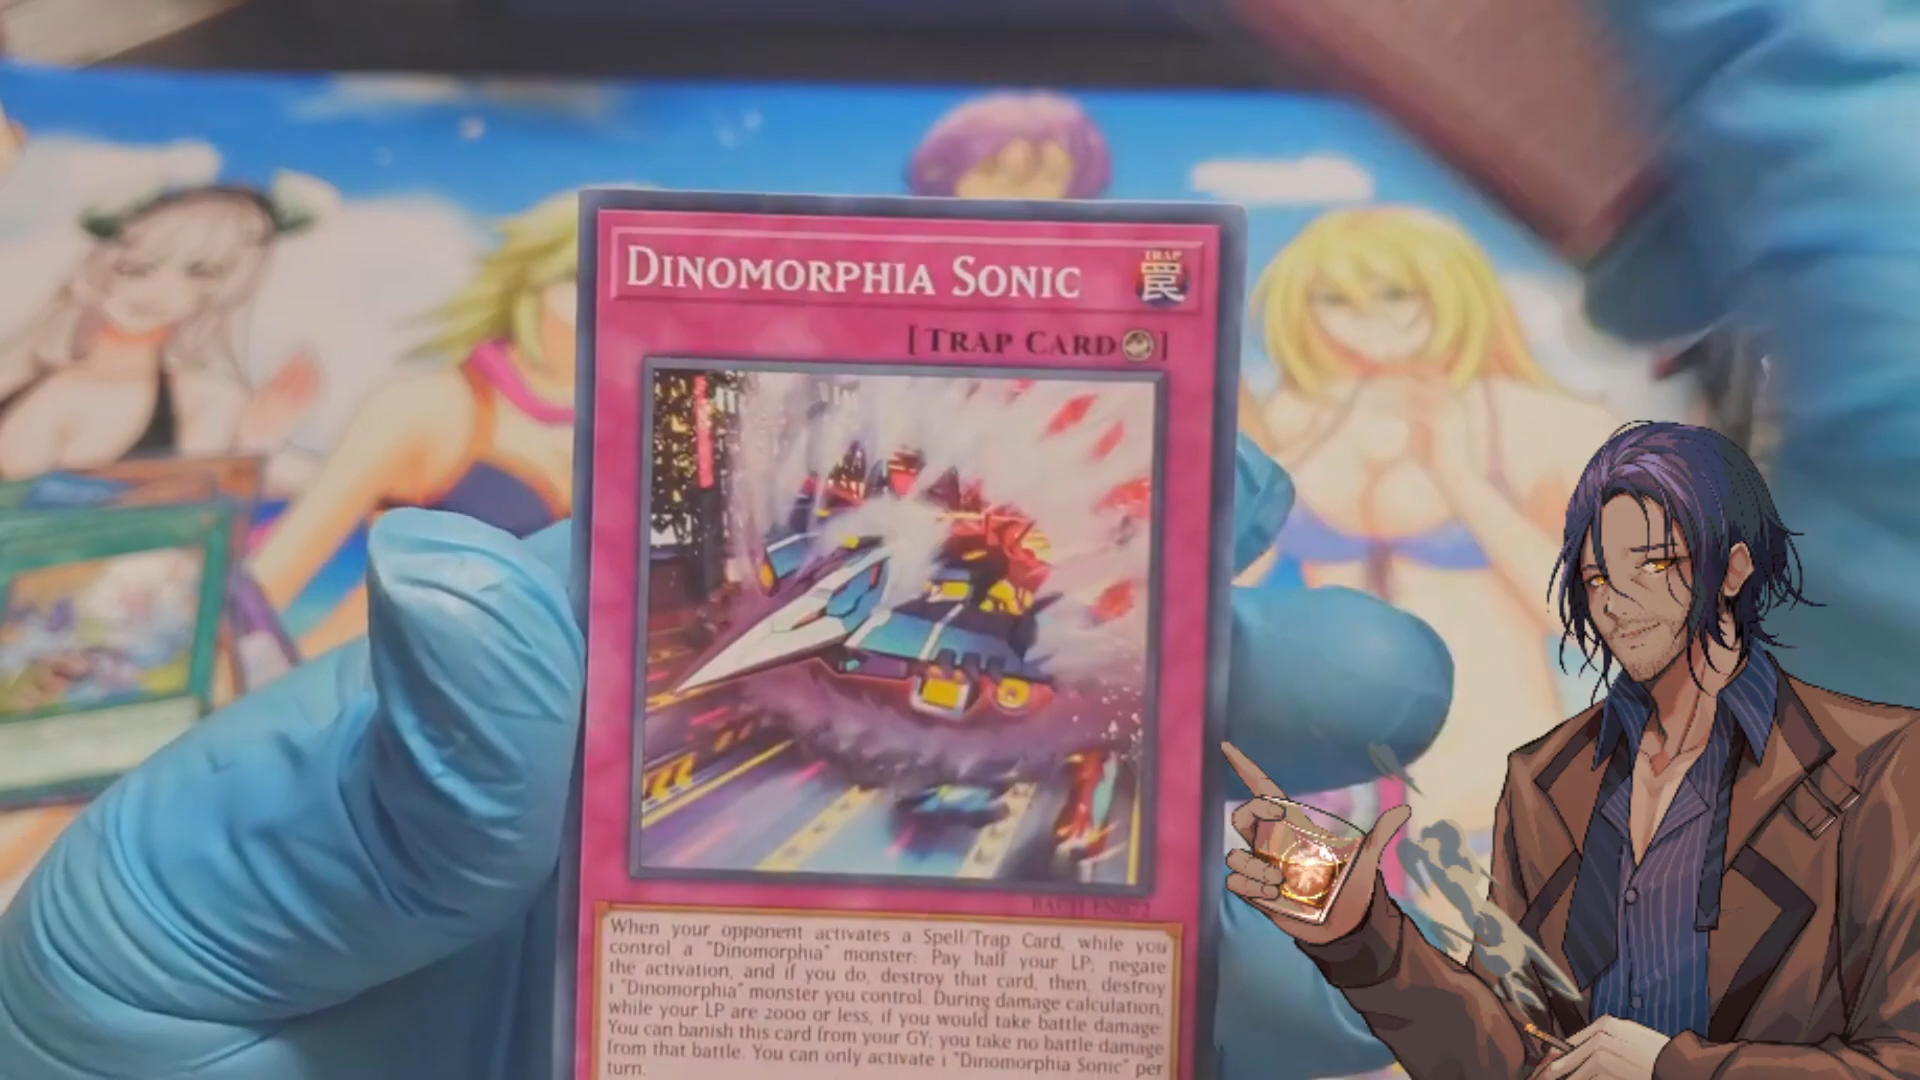 DINOMORPHIA SONIC
TRAP
罠
[TRAP CARD]
When your opponent activates a Spell/Trap Card, while you
control a "Dinomorphia" monster: Pay half your LP; negate
the activation, and if you do, destroy that card, then, destroy
1 "Dinomorphia" monster you control. During damage calculation,
while your LP are 2000 or less, if you would take battle damage:
You can banish this card from your GY; you take no battle damage
from that battle. You can only activate 1 "Dinomorphia Sonic" per
turn.